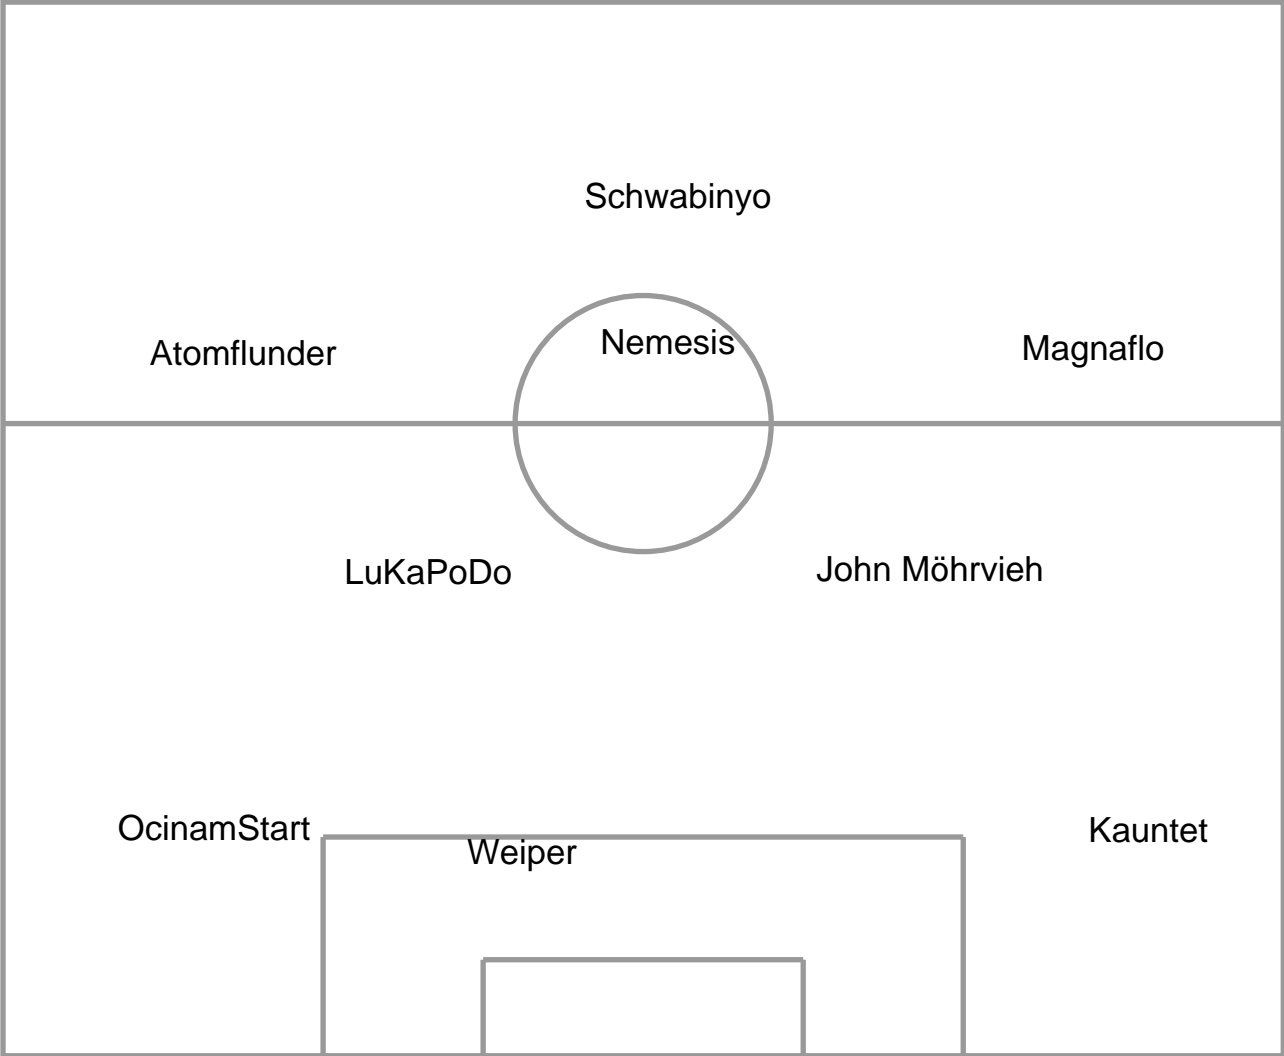 Schwabinyo
Atomflunder
Nemesis
Magnaflo
LuKaPoDo
John Möhrvieh
OcinamStart
Weiper
Kauntet